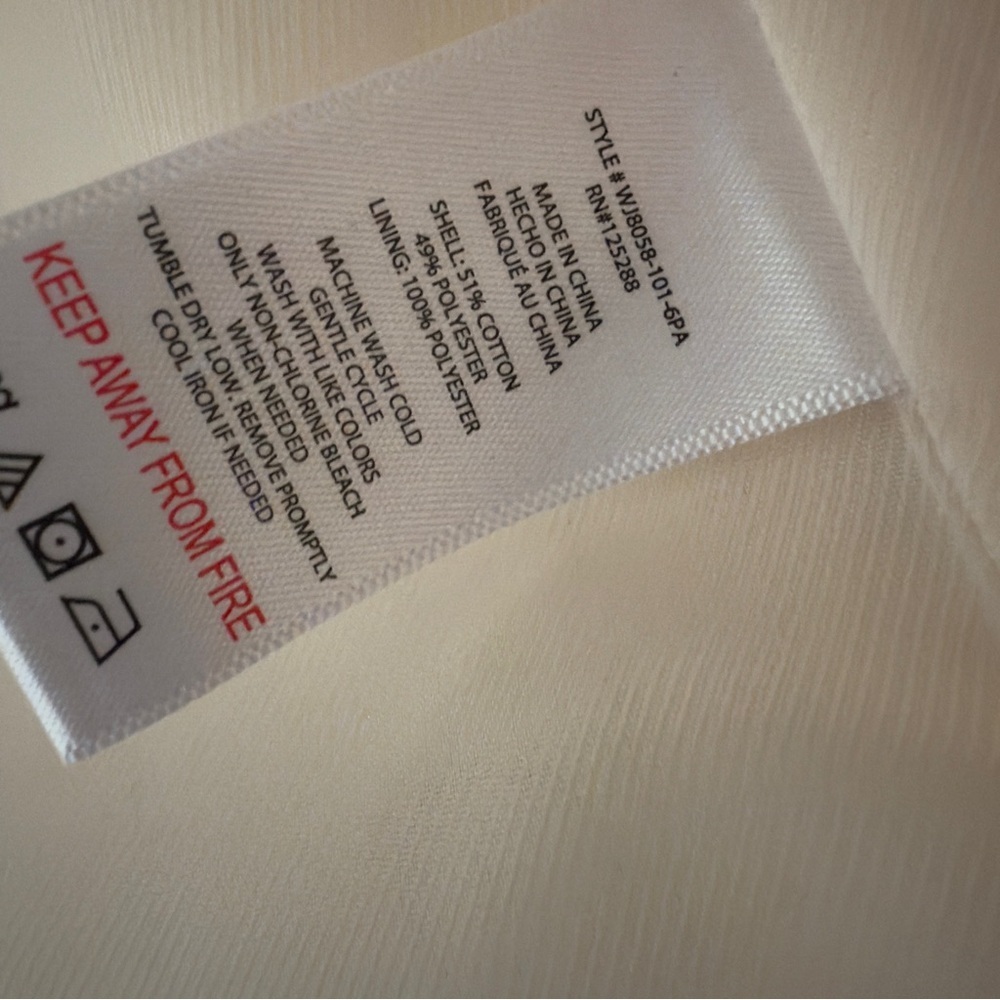 STYLE # WJ8058-101-6PA
RN#125288
MADE IN CHINA
HECHO IN CHINA
FABRIQUÉ AU CHINA
SHELL: 51% COTTON
49% POLYESTER
LINING: 100% POLYESTER
MACHINE WASH COLD
GENTLE CYCLE
WASH WITH LIKE COLORS
ONLY NON-CHLORINE BLEACH
WHEN NEEDED
TUMBLE DRY LOW. REMOVE PROMPTLY
COOL IRON IF NEEDED
KEEP AWAY FROM FIRE